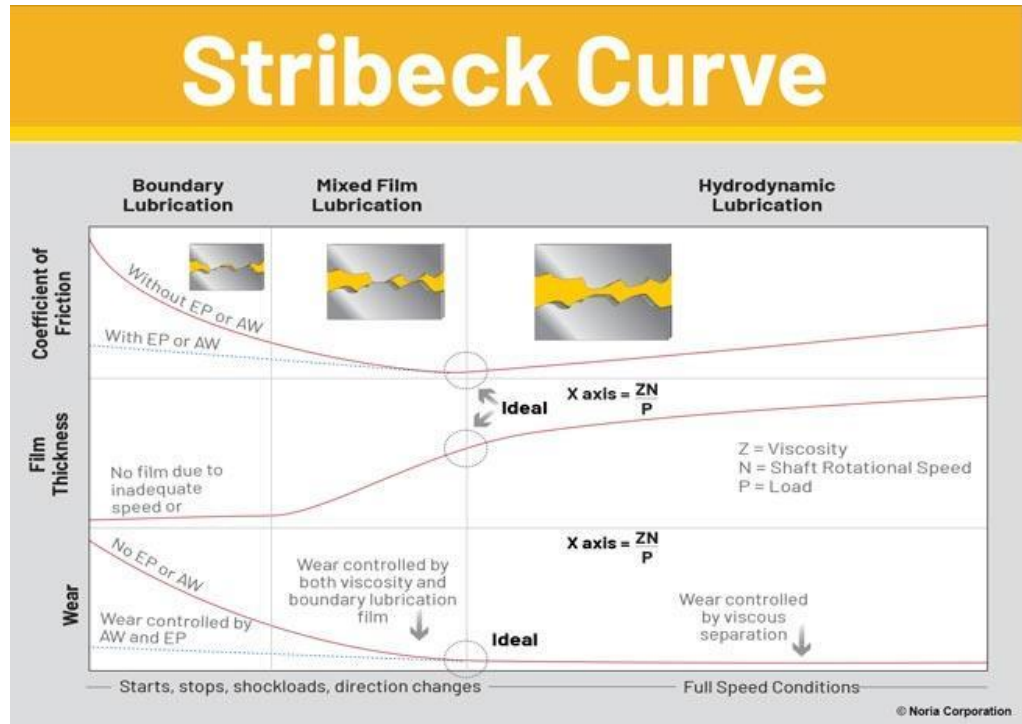 Stribeck Curve
Boundary
Lubrication
Mixed Film
Lubrication
Hydrodynamic
Lubrication
Coefficient of
Friction
Without EP or AW
With EP or AW
Film
Thickness
Ideal
X axis = ZN
P
No film due to
inadequate
speed or
Z = Viscosity
N = Shaft Rotational Speed
P = Load
Wear
No EP or AW
Wear controlled by
AW and EP
Wear controlled by
both viscosity and
boundary lubrication
film
Ideal
X axis = ZN
P
Wear controlled
by viscous
separation
Starts, stops, shockloads, direction changes
Full Speed Conditions
© Noria Corporation